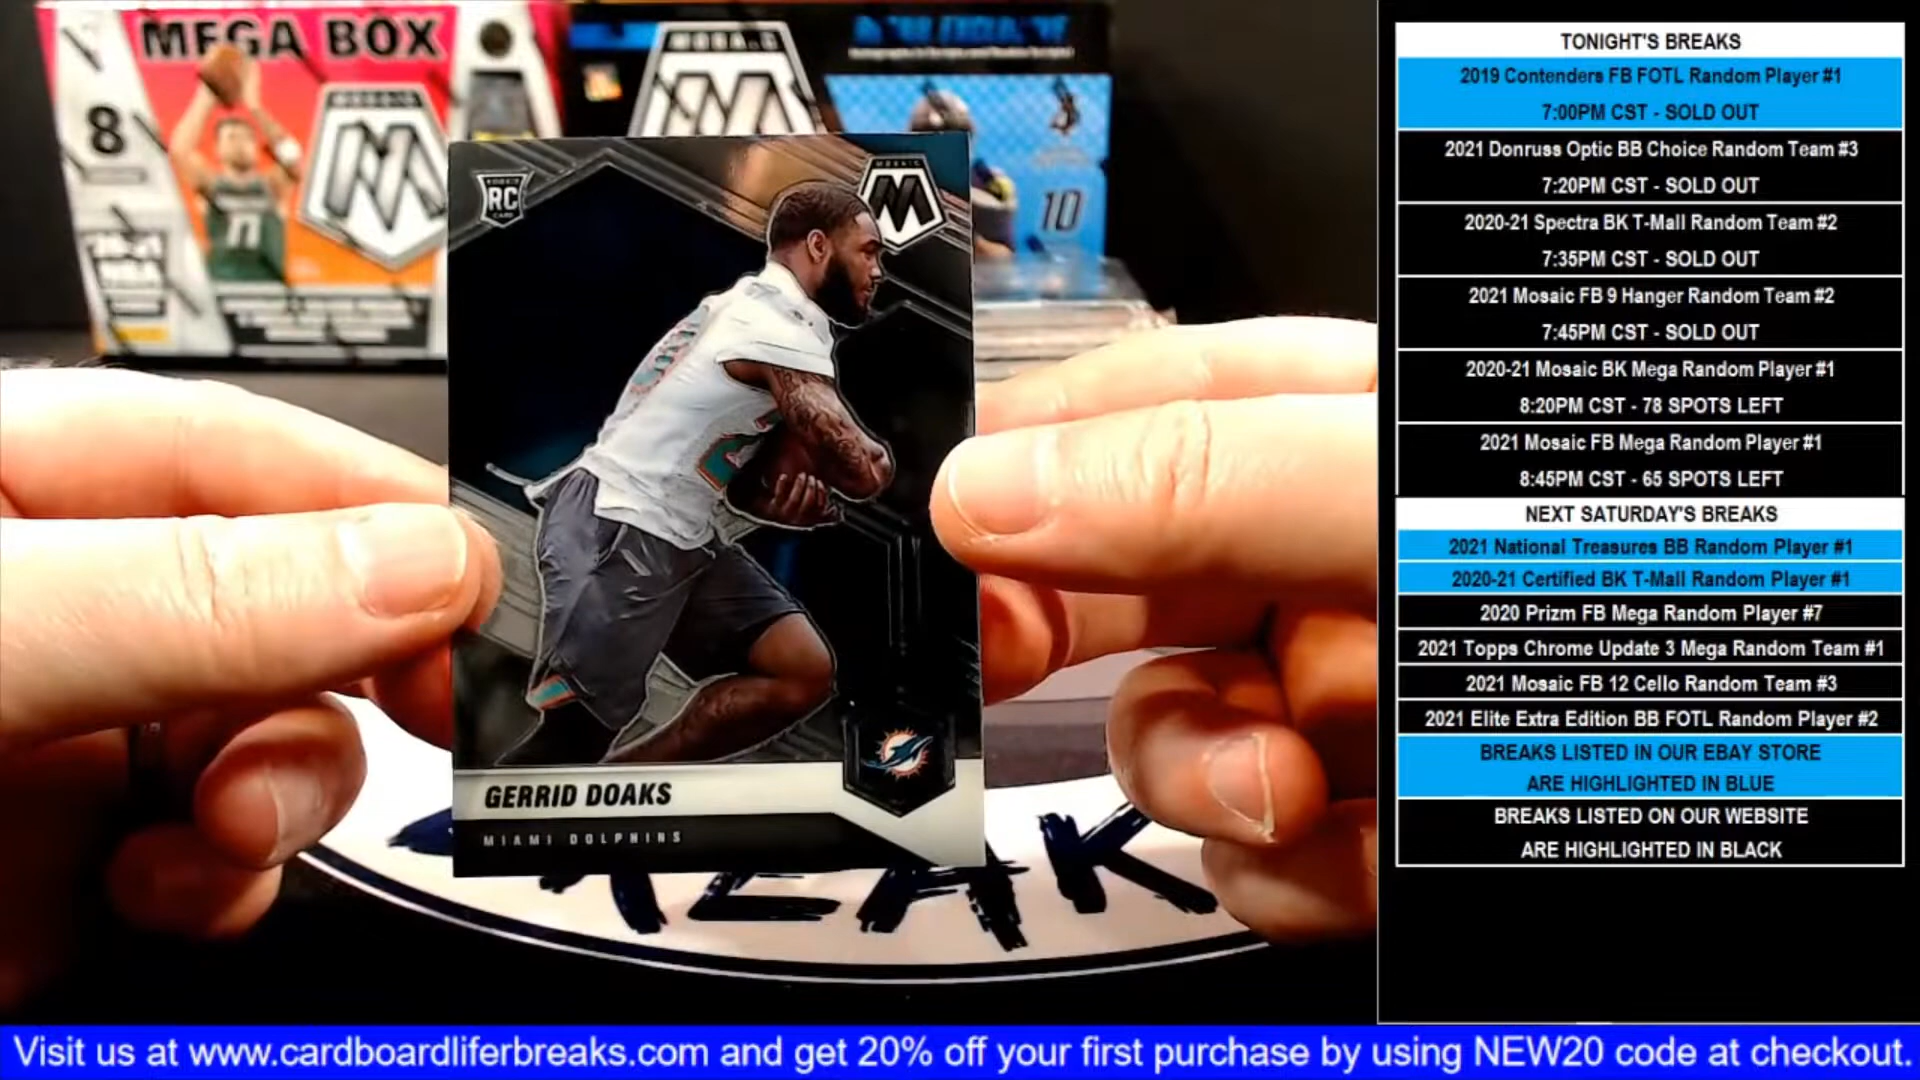 MEGA BOX
8
MOSAIC
10
RC
CARD
MOSAIC
GERRID DOAKS
MIAMI DOLPHINS
TONIGHT'S BREAKS
2019 Contenders FB FOTL Random Player #1
7:00PM CST - SOLD OUT
2021 Donruss Optic BB Choice Random Team #3
7:20PM CST - SOLD OUT
2020-21 Spectra BK T-Mall Random Team #2
7:35PM CST - SOLD OUT
2021 Mosaic FB 9 Hanger Random Team #2
7:45PM CST - SOLD OUT
2020-21 Mosaic BK Mega Random Player #1
8:20PM CST - 78 SPOTS LEFT
2021 Mosaic FB Mega Random Player #1
8:45PM CST - 65 SPOTS LEFT
NEXT SATURDAY'S BREAKS
2021 National Treasures BB Random Player #1
2020-21 Certified BK T-Mall Random Player #1
2020 Prizm FB Mega Random Player #7
2021 Topps Chrome Update 3 Mega Random Team #1
2021 Mosaic FB 12 Cello Random Team #3
2021 Elite Extra Edition BB FOTL Random Player #2
BREAKS LISTED IN OUR EBAY STORE
ARE HIGHLIGHTED IN BLUE
BREAKS LISTED ON OUR WEBSITE
ARE HIGHLIGHTED IN BLACK
Visit us at www.cardboardliferbreaks.com and get 20% off your first purchase by using NEW20 code at checkout.